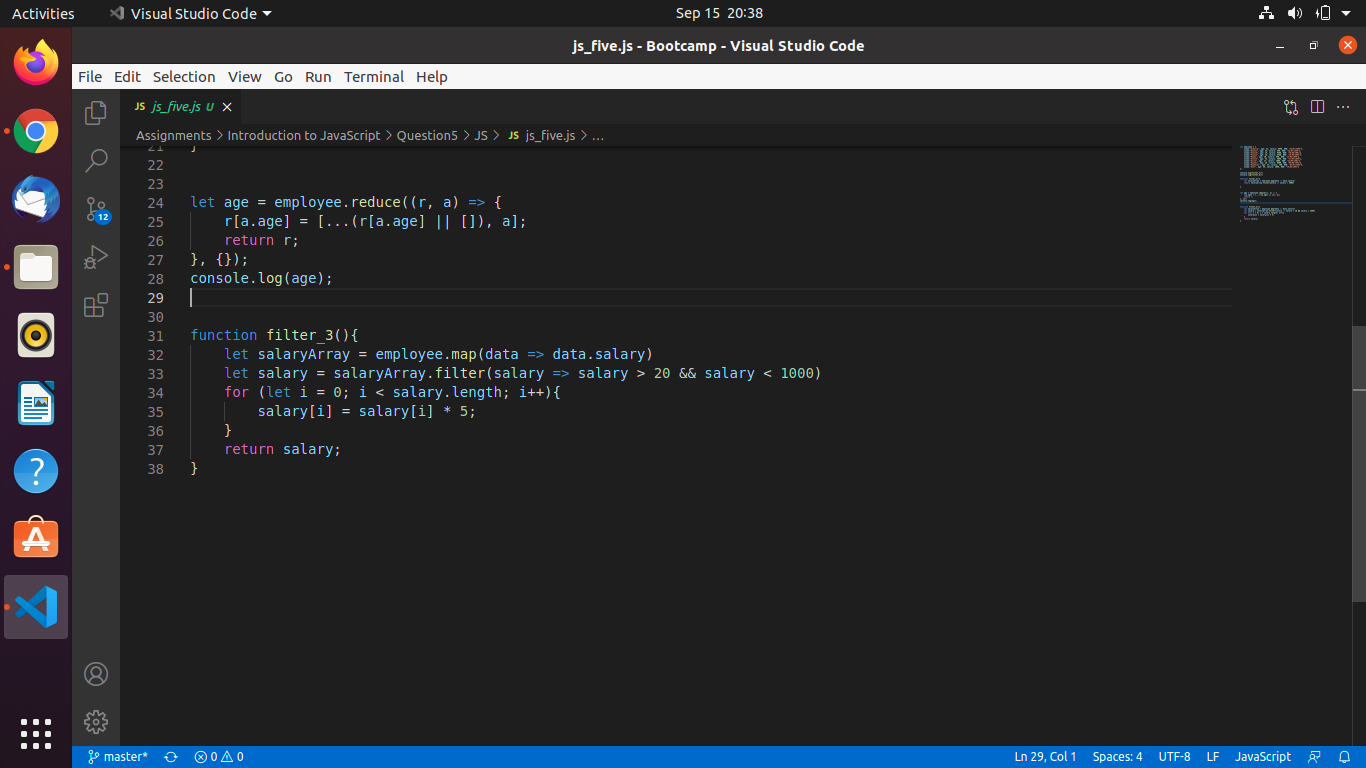 Activities Visual Studio Code Sep 15 20:38
js_five.js - Bootcamp - Visual Studio Code
File Edit Selection View Go Run Terminal Help
JS js_five.js U
Assignments > Introduction to JavaScript > Question5 > JS > JS js_five.js > ...
21 }
22
23
24 let age = employee.reduce((r, a) => {
25 r[a.age] = [...(r[a.age] || []), a];
26 return r;
27 }, {});
28 console.log(age);
29
30
31 function filter_3(){
32 let salaryArray = employee.map(data => data.salary)
33 let salary = salaryArray.filter(salary => salary > 20 && salary < 1000)
34 for (let i = 0; i < salary.length; i++){
35 salary[i] = salary[i] * 5;
36 }
37 return salary;
38 }
12
master* 0 0 Ln 29, Col 1 Spaces: 4 UTF-8 LF JavaScript